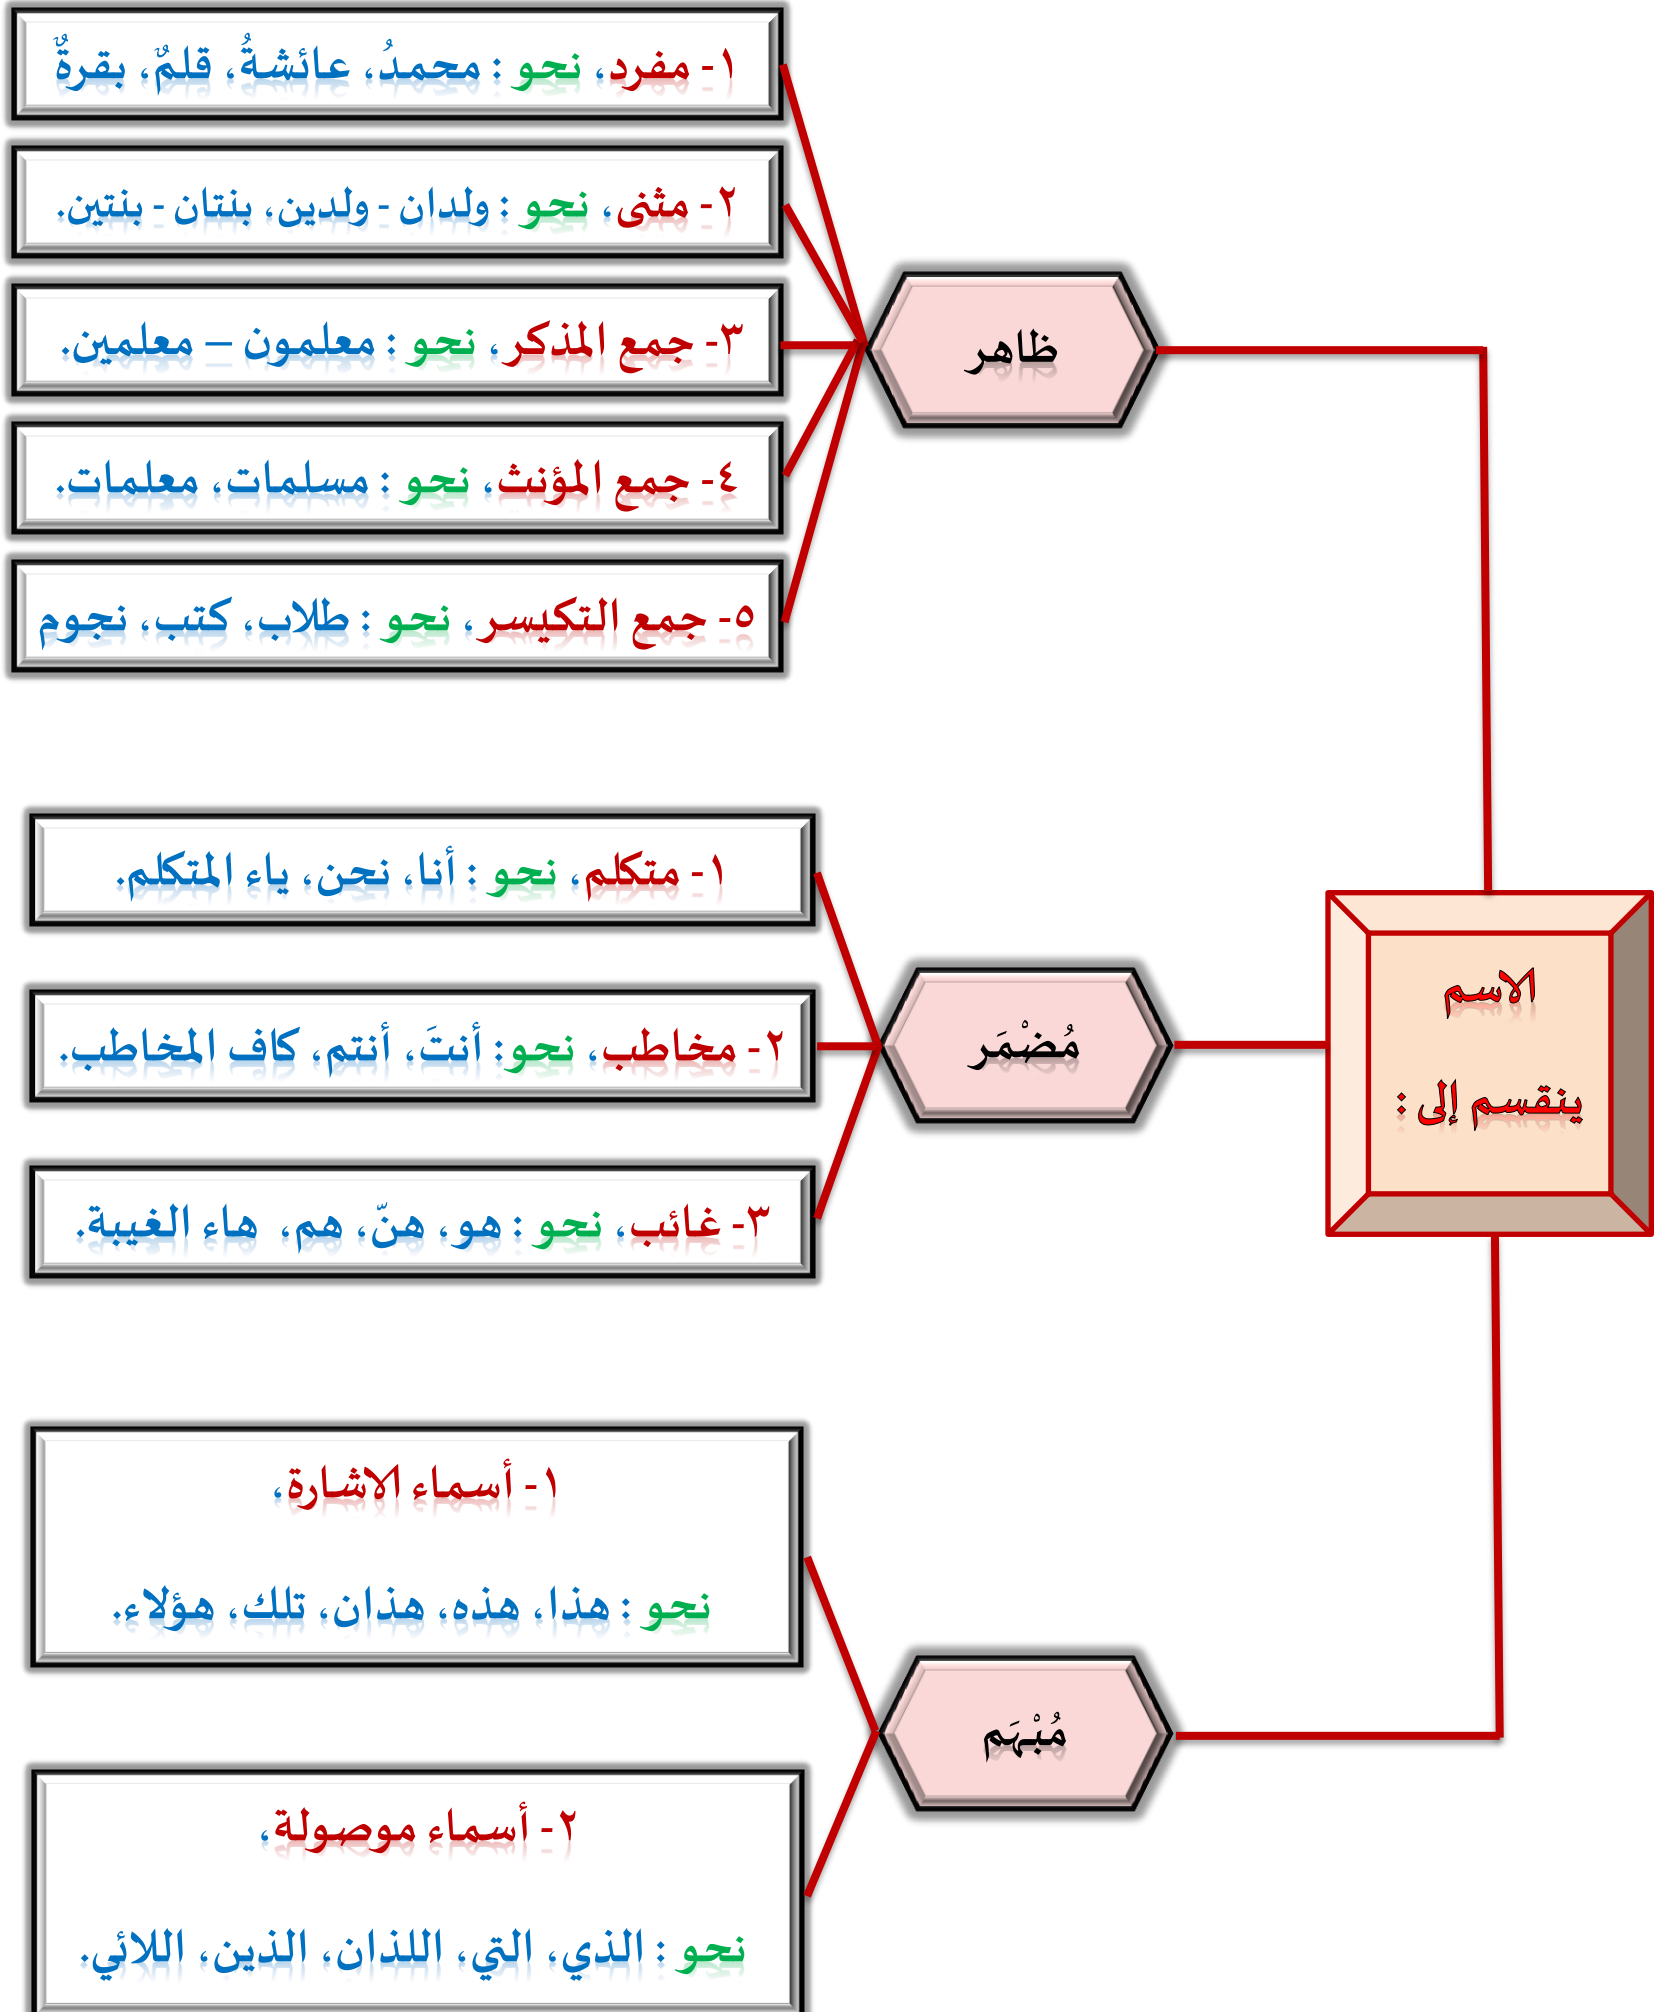 الاسم
ينقسم إلى :
ظاهر
١- مفرد، نحو : محمدُ، عائشةُ، قلمٌ، بقرةٌ
٢- مثنى، نحو : ولدان - ولدين، بنتان - بنتين.
٣- جمع المذكر، نحو : معلمون – معلمين.
٤- جمع المؤنث، نحو : مسلمات، معلمات.
٥- جمع التكيسر، نحو : طلاب، كتب، نجوم
مُضْمَر
١- متكلم، نحو : أنا، نحن، ياء المتكلم.
٢- مخاطب، نحو: أنتَ، أنتم، كاف المخاطب.
٣- غائب، نحو : هو، هنّ، هم، هاء الغيبة.
مُبْهَم
١- أسماء الاشارة،
نحو : هذا، هذه، هذان، تلك، هؤلاء.
٢- أسماء موصولة،
نحو : الذي، التي، اللذان، الذين، اللائي.